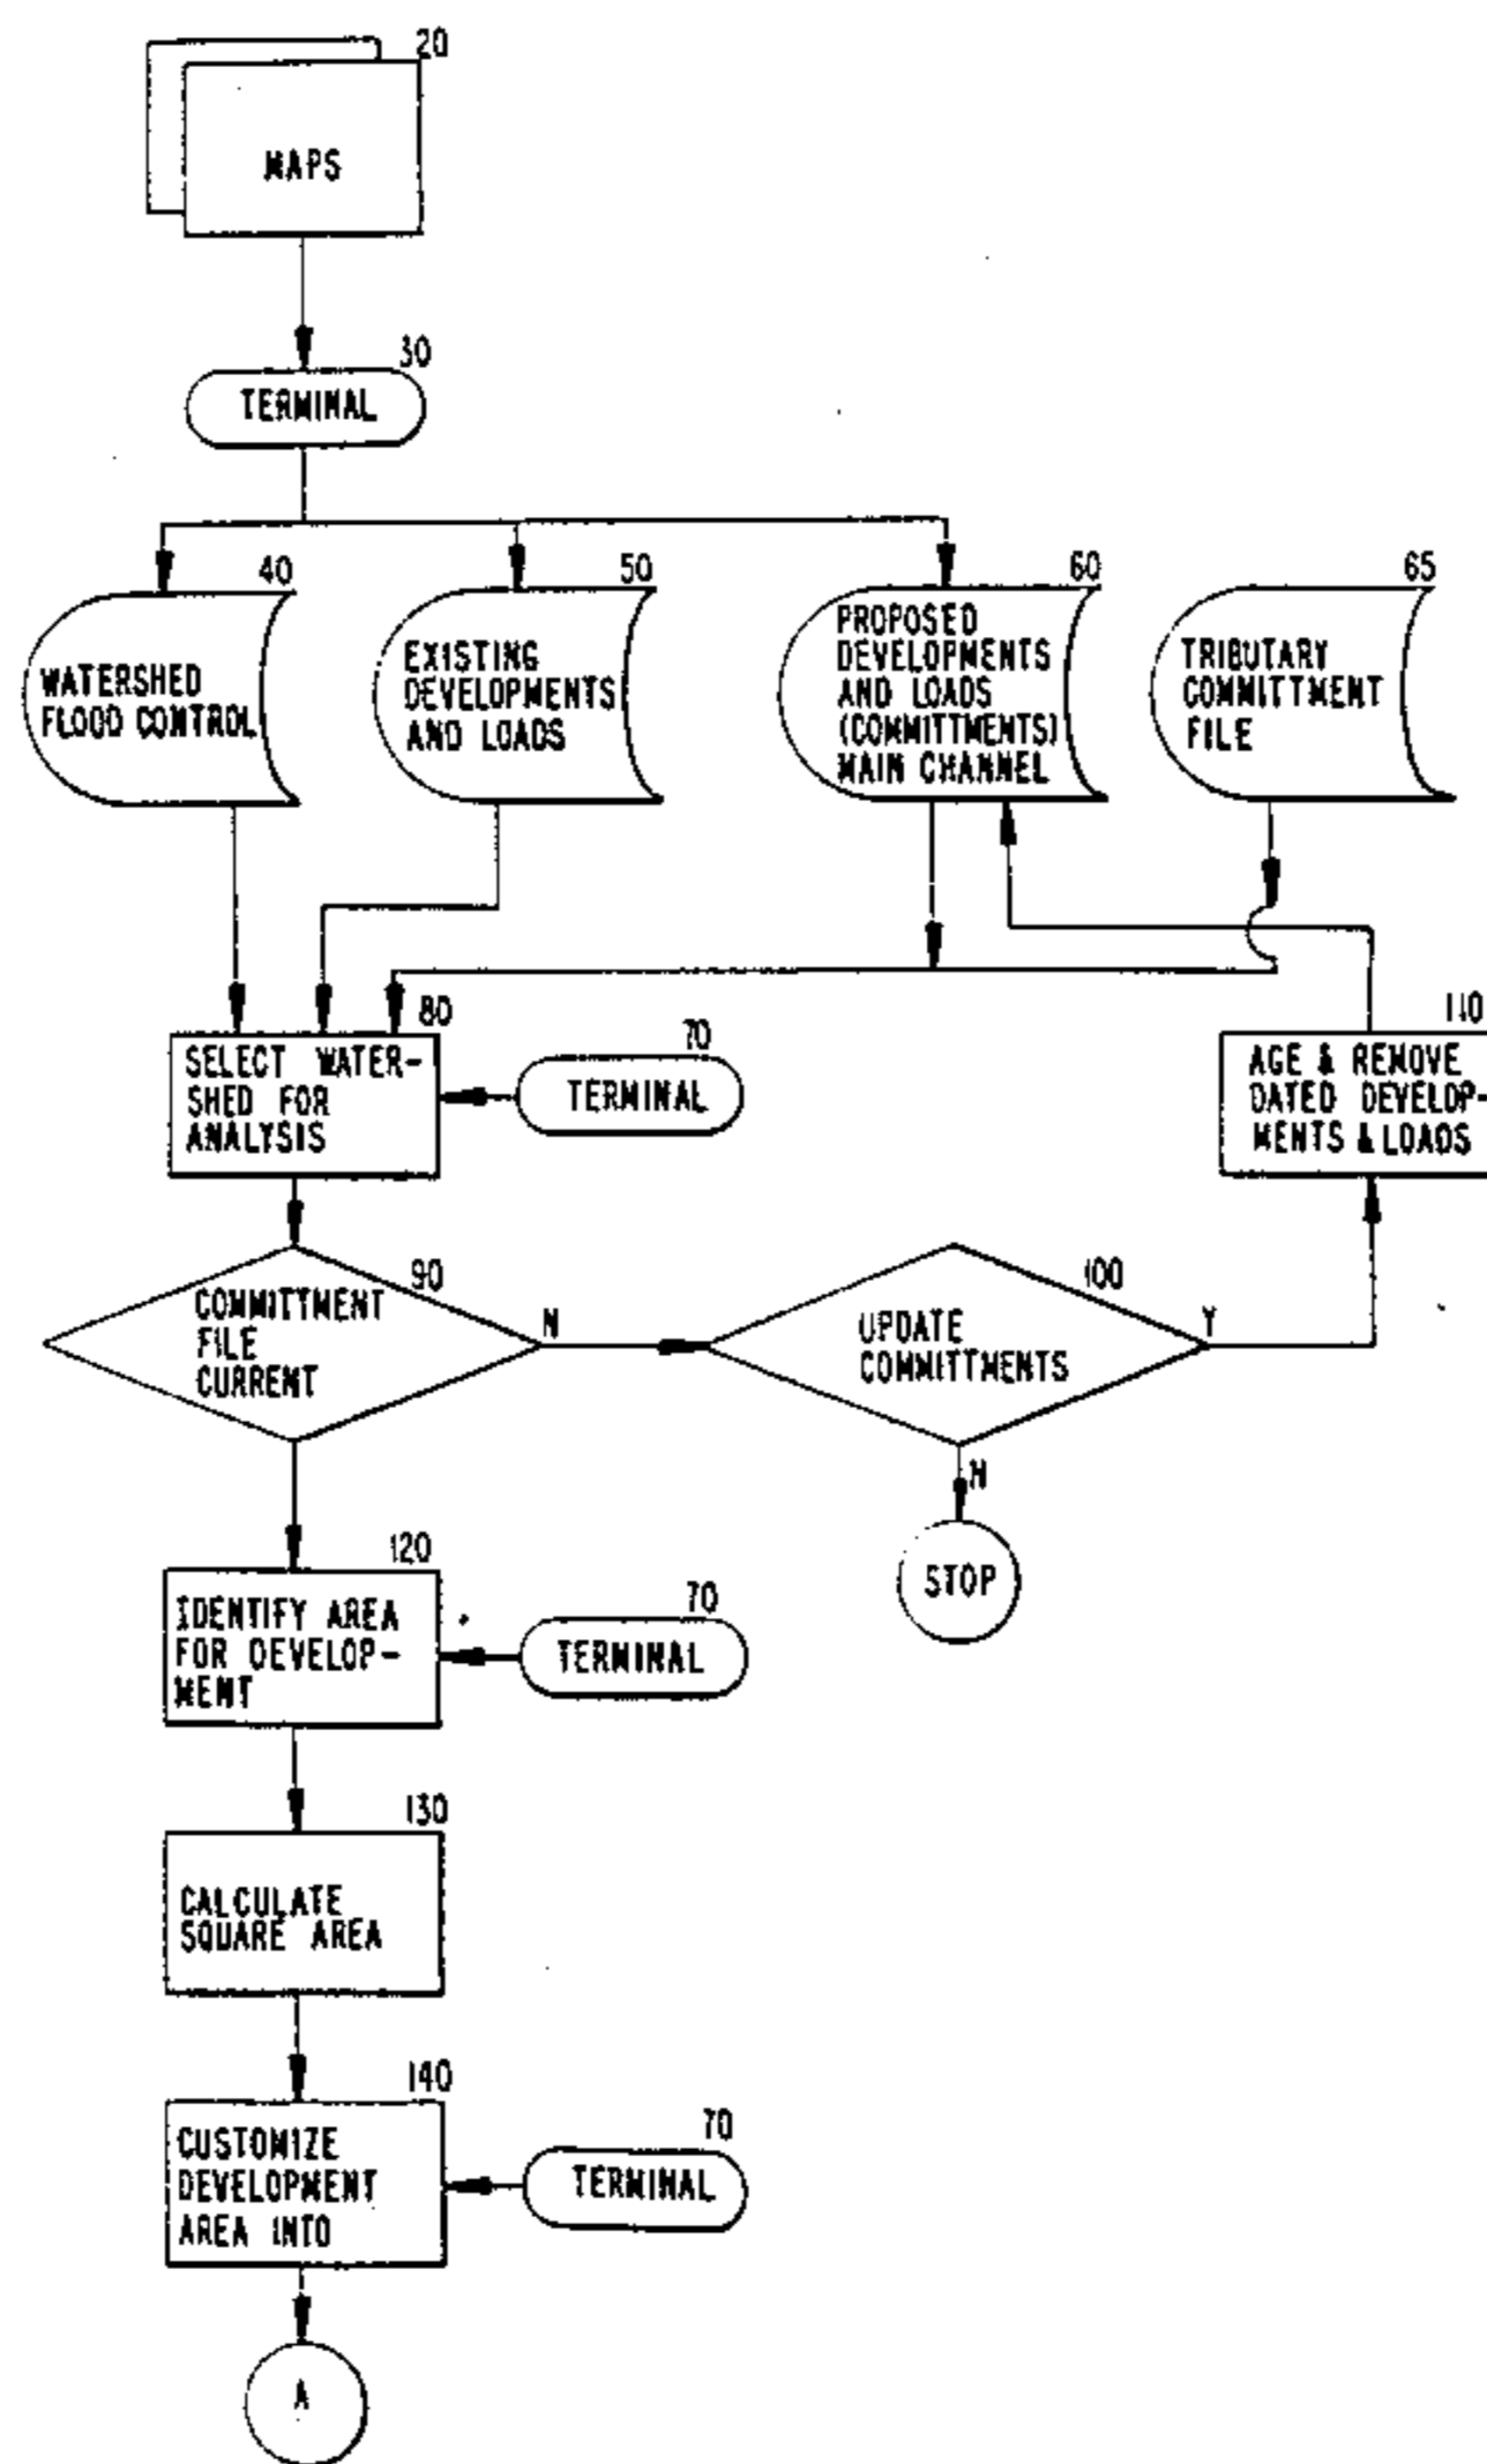 20
MAPS
30
TERMINAL
40
WATERSHED
FLOOD CONTROL
50
EXISTING
DEVELOPMENTS
AND LOADS
60
PROPOSED
DEVELOPMENTS
AND LOADS
(COMMITTMENTS)
MAIN CHANNEL
65
TRIBUTARY
COMMITTMENT
FILE
80
SELECT WATER-
SHED FOR
ANALYSIS
70
TERMINAL
110
AGE & REMOVE
DATED DEVELOP-
MENTS & LOADS
90
COMMITTMENT
FILE
CURRENT
N
100
UPDATE
COMMITTMENTS
Y
N
STOP
120
IDENTIFY AREA
FOR DEVELOP-
MENT
70
TERMINAL
130
CALCULATE
SQUARE AREA
140
CUSTOMIZE
DEVELOPMENT
AREA INTO
70
TERMINAL
A